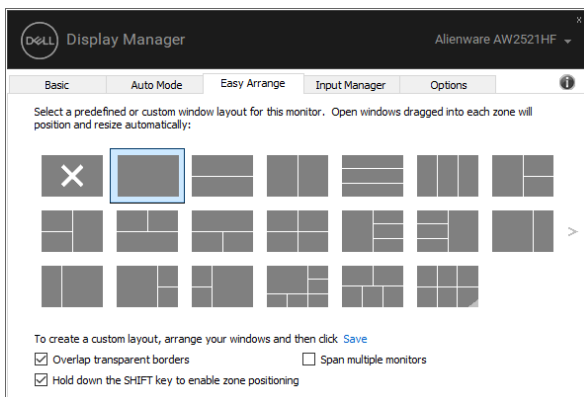 DELL Display Manager Alienware AW2521HF
x
Basic Auto Mode Easy Arrange Input Manager Options
Select a predefined or custom window layout for this monitor. Open windows dragged into each zone will
position and resize automatically:
To create a custom layout, arrange your windows and then click Save
Overlap transparent borders Span multiple monitors
Hold down the SHIFT key to enable zone positioning